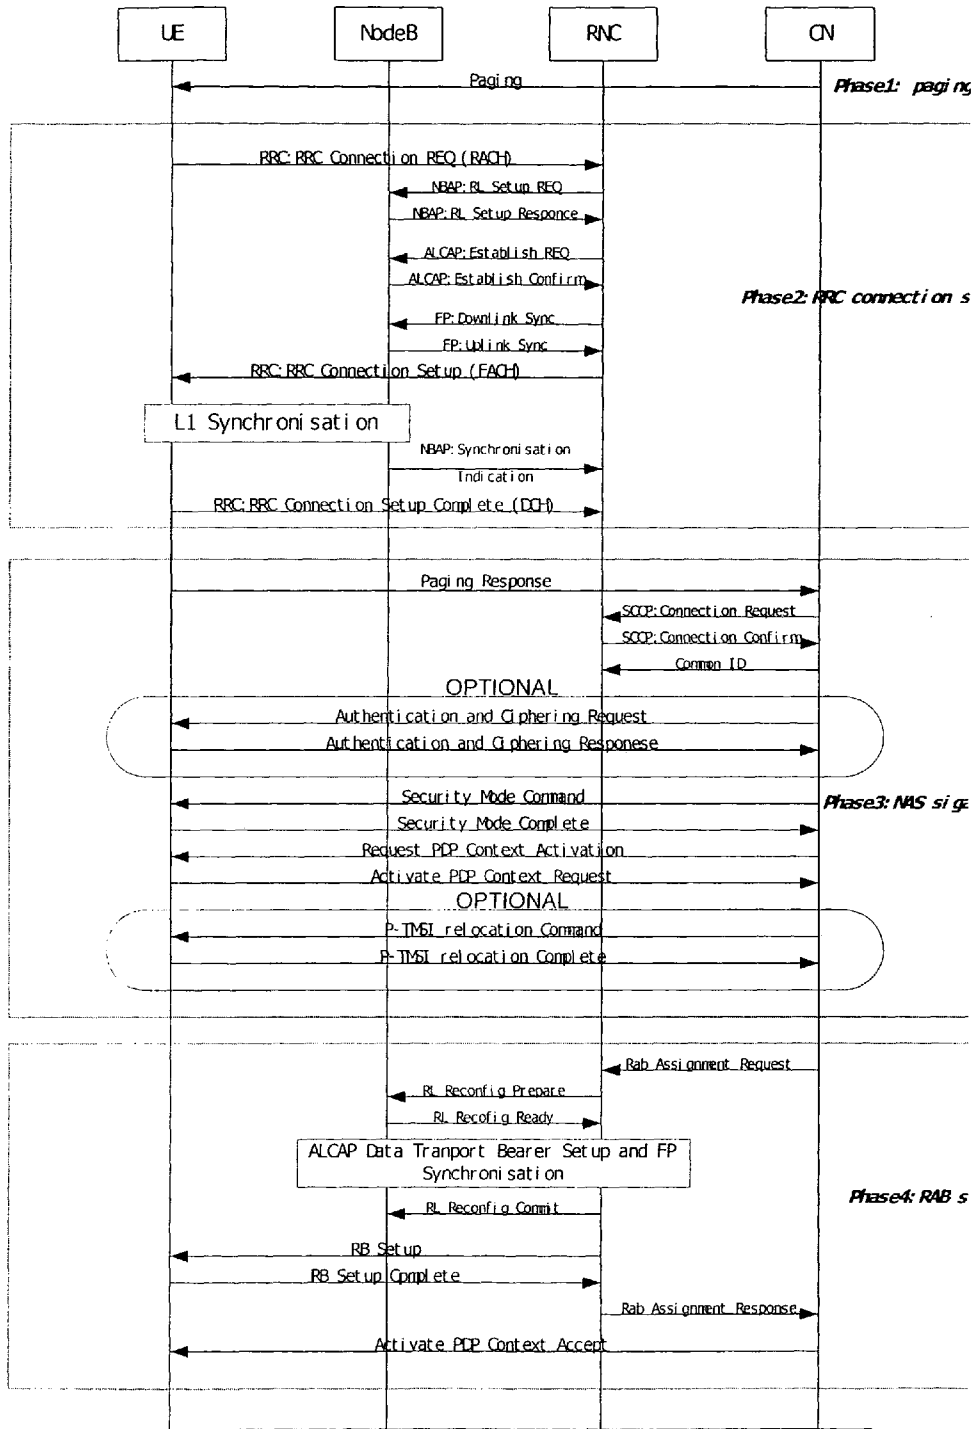 UE NodeB RNC CN
Paging
Phase1: paging
RRC:RRC Connection REQ (RACH)
NBAP:RL Setup REQ
NBAP:RL Setup Responce
ALCAP:Establish REQ
ALCAP:Establish Confirm
Phase2:RRC connection s
FP:Downlink Sync
FP:Uplink Sync
RRC:RRC Connection Setup (FACH)
L1 Synchronisation
NBAP:Synchronisation
Indication
RRC:RRC Connection Setup Complete (DCH)
Paging Response
SCCP:Connection Request
SCCP:Connection Confirm
Common ID
OPTIONAL
Authentication and Ciphering Request
Authentication and Ciphering Responese
Security Mode Command
Phase3:NAS sig
Security Mode Complete
Request PDP Context Activation
Activate PDP Context Request
OPTIONAL
P-TMSI relocation Command
P-TMSI relocation Complete
Rab Assignment Request
RL Reconfig Prepare
RL Recofig Ready
ALCAP Data Tranport Bearer Setup and FP
Synchronisation
Phase4:RAB s
RL Reconfig Commit
RB Setup
RB Setup Complete
Rab Assignment Response
Activate PDP Context Accept